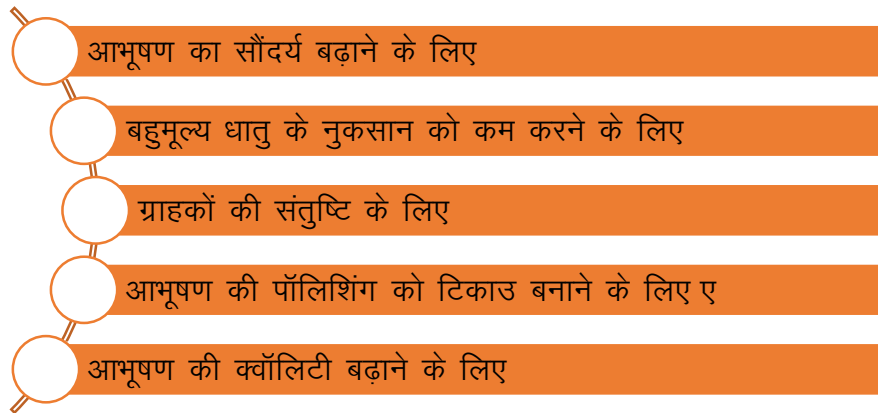 आभूषण का सौंदर्य बढ़ाने के लिए
बहुमूल्य धातु के नुकसान को कम करने के लिए
ग्राहकों की संतुष्टि के लिए
आभूषण की पॉलिशिंग को टिकाउ बनाने के लिए ए
आभूषण की क्वॉलिटी बढ़ाने के लिए